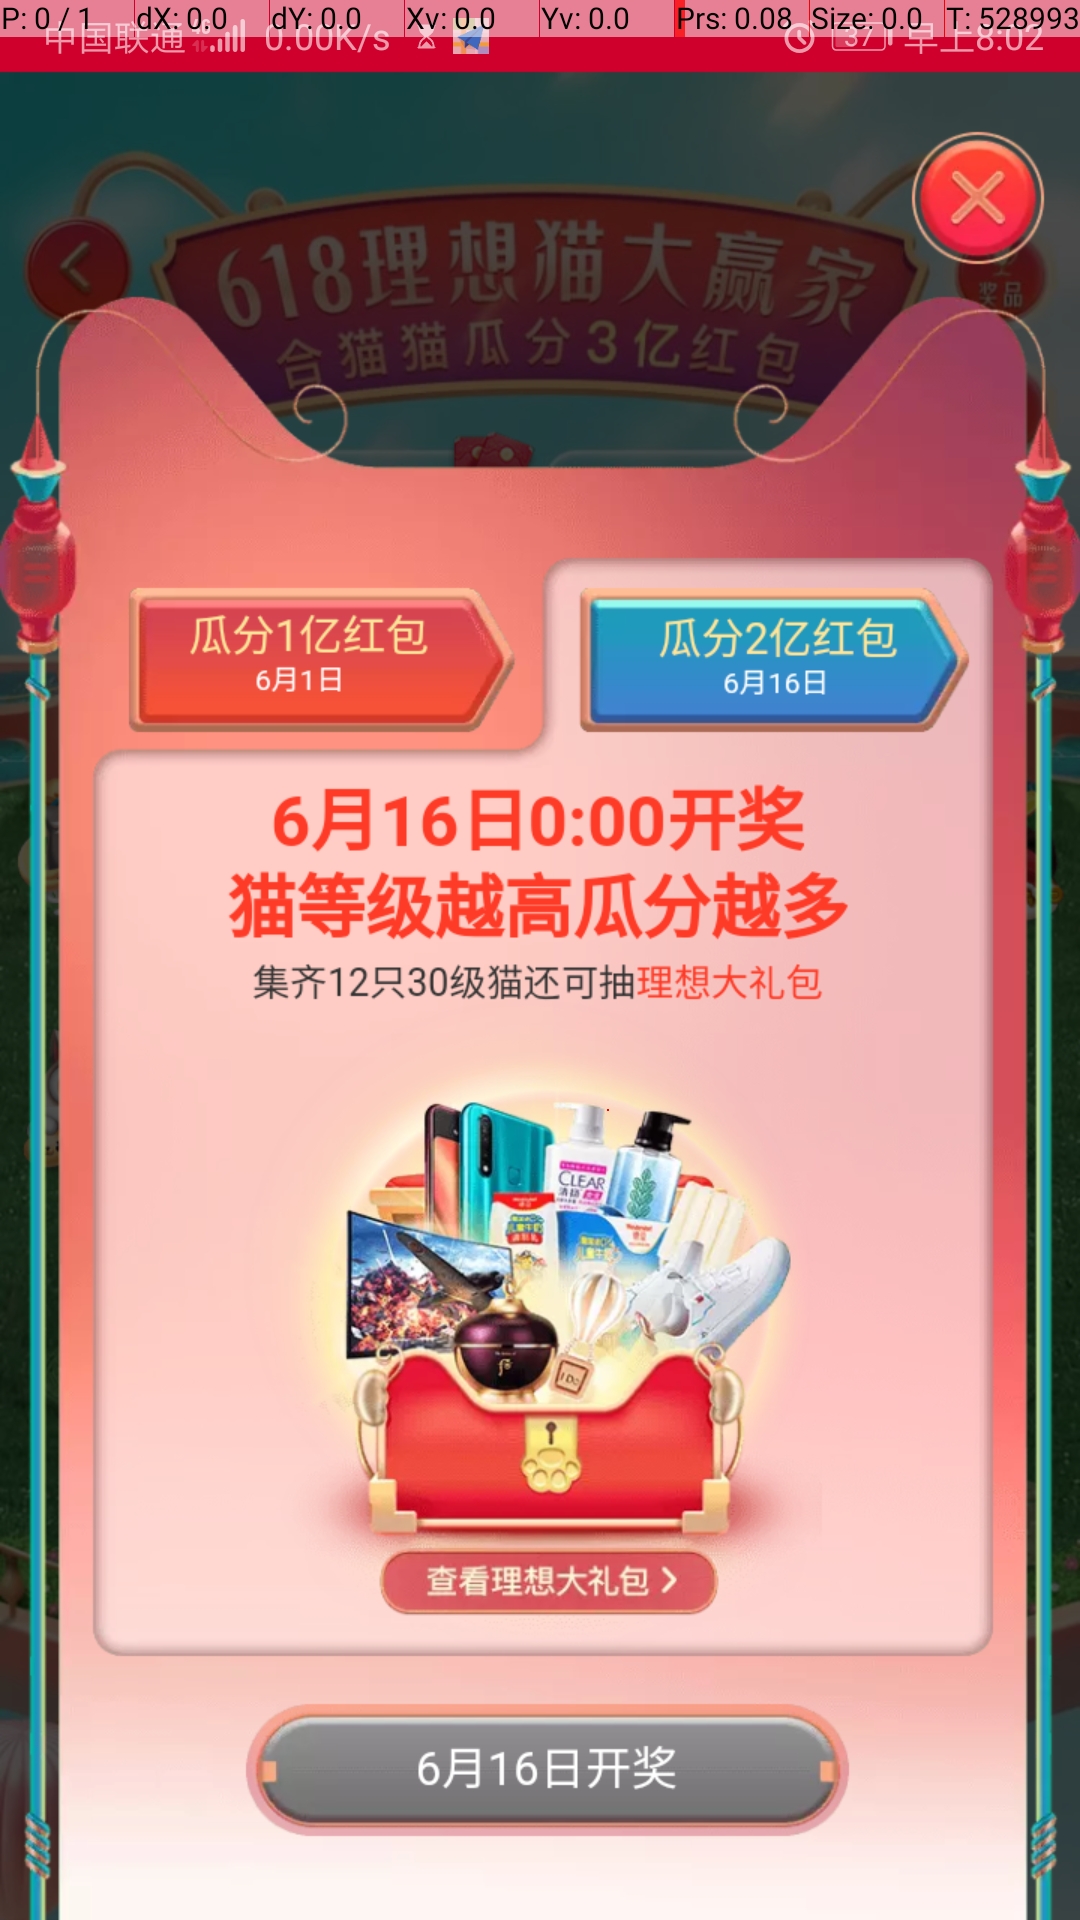 P: 0 / 1 dX: 0.0 dY: 0.0 Xv: 0.0 Yv: 0.0 Prs: 0.08 Size: 0.0 T: 528993
中国联通 0.00K/s 37 早上8:02
618理想猫大赢家
奖品
合猫猫瓜分3亿红包
瓜分1亿红包
6月1日
瓜分2亿红包
6月16日
6月16日0:00开奖
猫等级越高瓜分越多
集齐12只30级猫还可抽理想大礼包
CLEAR
清扬
I Do
查看理想大礼包
6月16日开奖